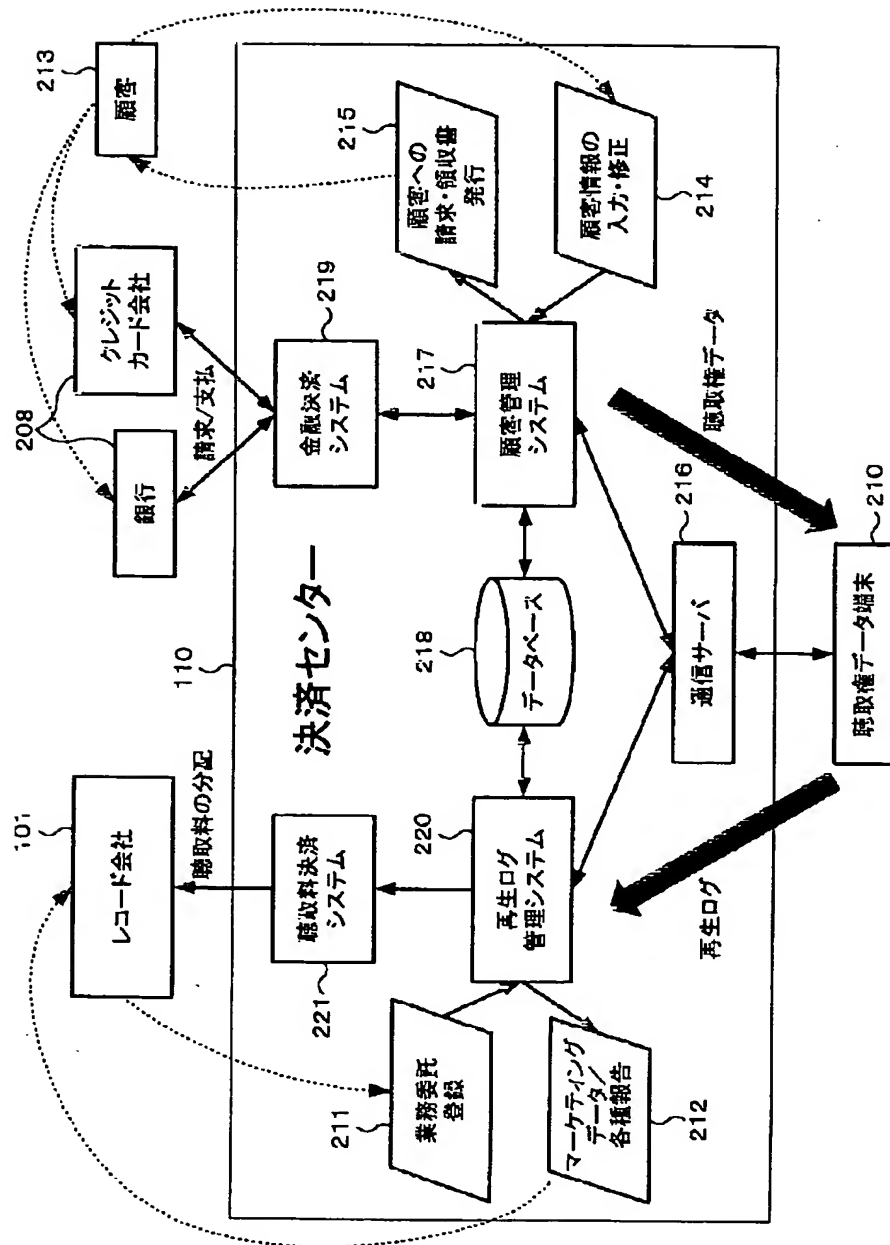 101
レコード会社
聴取料の分配
110
決済センター
208
銀行
クレジット
カード会社
請求/支払
213
顧客
聴取料決済
システム
221
金融決済
システム
219
211
業務委託
登録
マーケティング
データ/
各種報告
212
再生ログ
管理システム
220
データベース
218
顧客管理
システム
217
顧客への
請求・領収書
発行
215
顧客情報の
入力・修正
214
再生ログ
通信サーバ
216
聴取権データ
聴取権データ端末
210